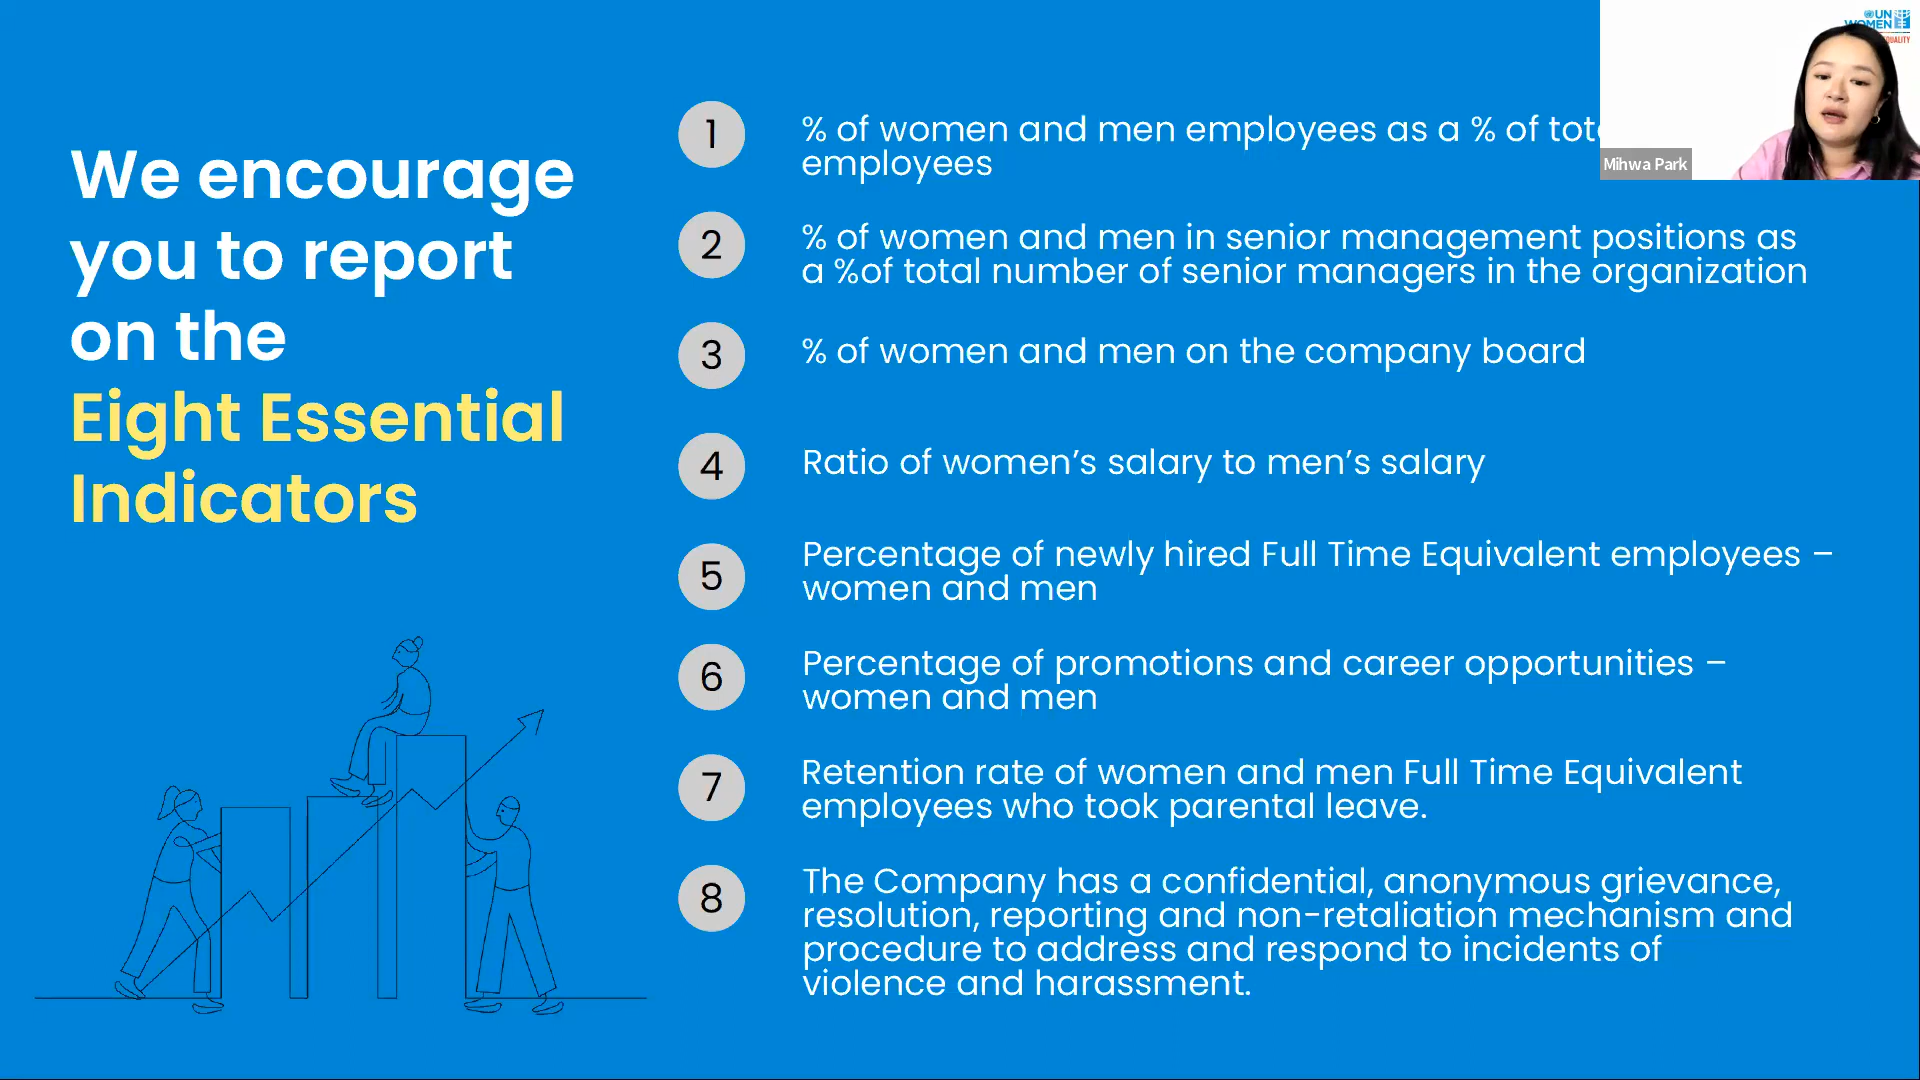 We encourage
you to report
on the
Eight Essential
Indicators
1
% of women and men employees as a % of
employees
2
% of women and men in senior management positions as
a %of total number of senior managers in the organization
3
% of women and men on the company board
4
Ratio of women’s salary to men’s salary
5
Percentage of newly hired Full Time Equivalent employees –
women and men
6
Percentage of promotions and career opportunities –
women and men
7
Retention rate of women and men Full Time Equivalent
employees who took parental leave.
8
The Company has a confidential, anonymous grievance,
resolution, reporting and non-retaliation mechanism and
procedure to address and respond to incidents of
violence and harassment.
UN
WOMEN
Mihwa Park